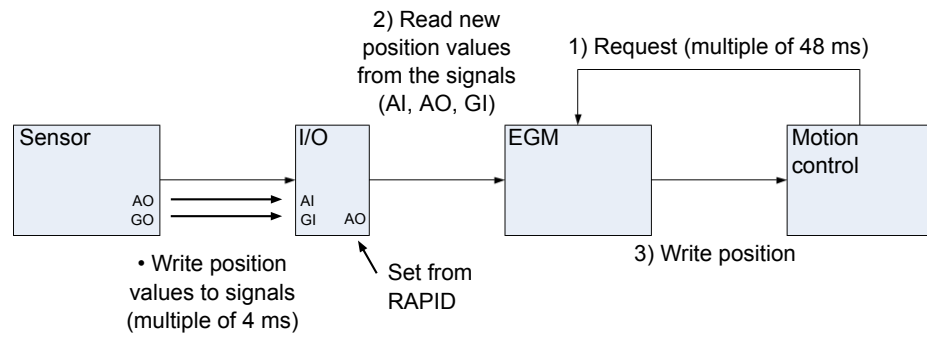 2) Read new
position values
from the signals
(AI, AO, GI)
1) Request (multiple of 48 ms)
Sensor
AO
GO
I/O
AI
GI
AO
EGM
Motion
control
• Write position
values to signals
(multiple of 4 ms)
Set from
RAPID
3) Write position